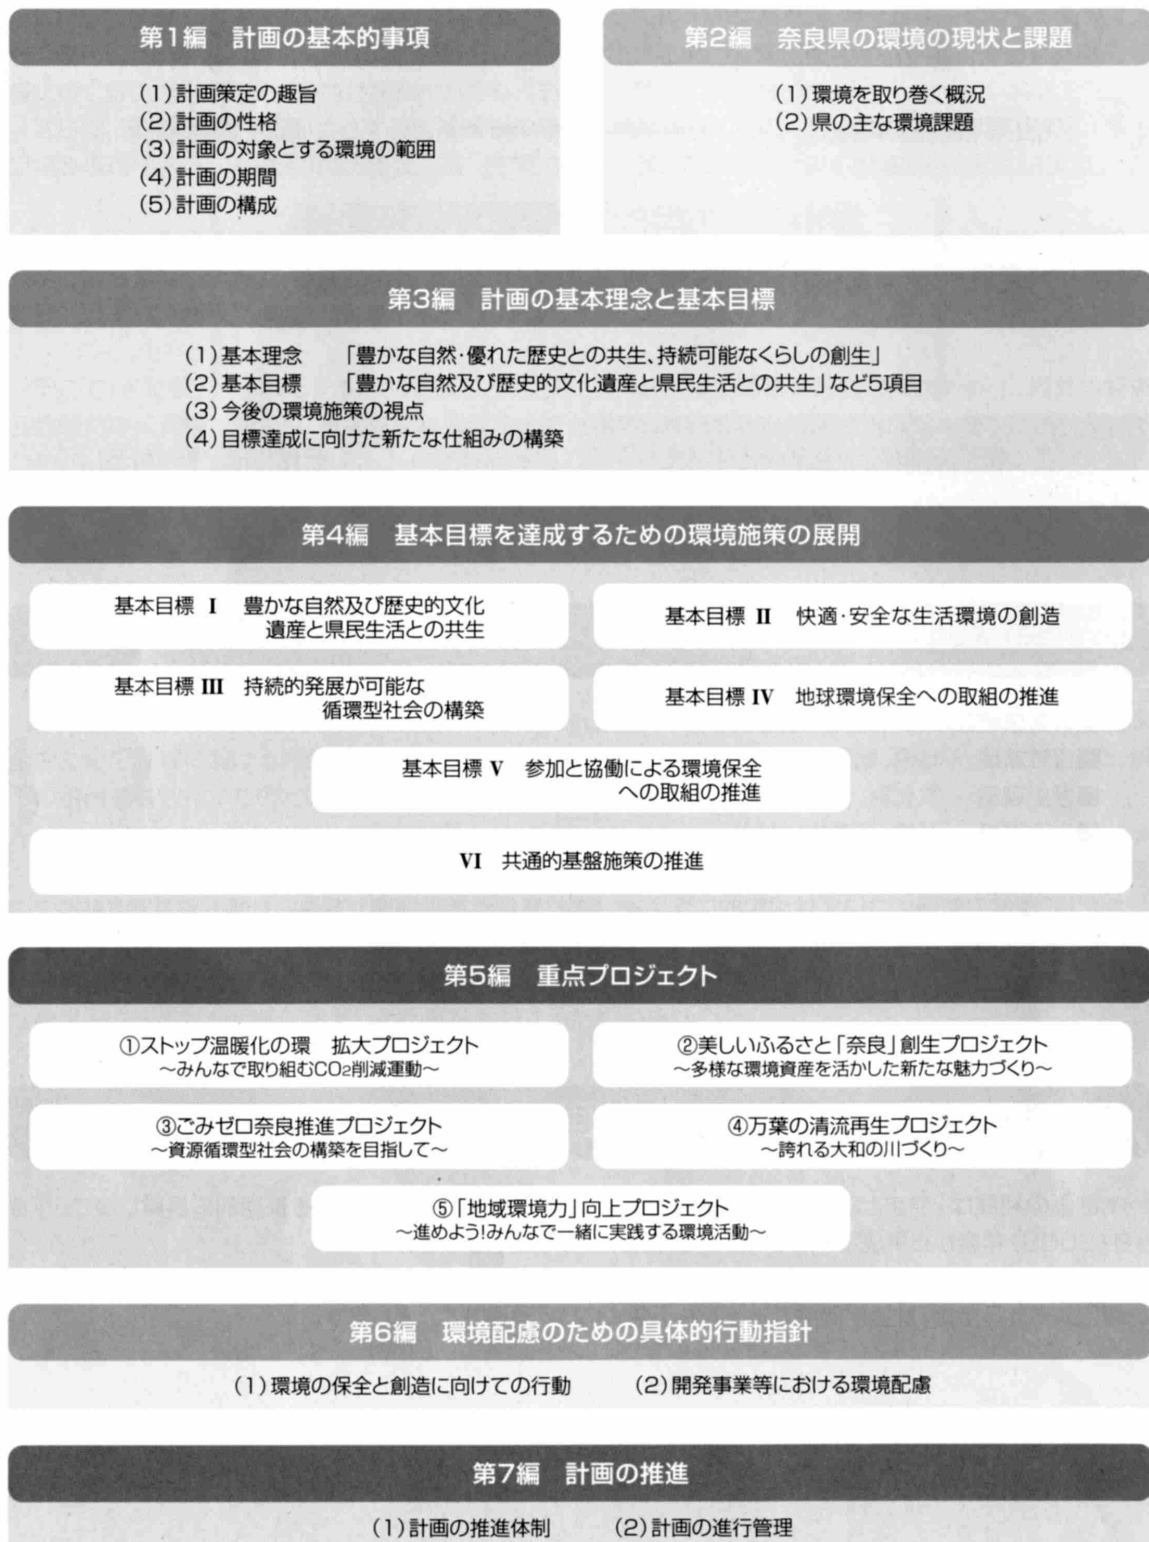 第1編 計画の基本的事項
(1)計画策定の趣旨
(2)計画の性格
(3)計画の対象とする環境の範囲
(4)計画の期間
(5)計画の構成
第2編 奈良県の環境の現状と課題
(1)環境を取り巻く概況
(2)県の主な環境課題
第3編 計画の基本理念と基本目標
(1)基本理念 「豊かな自然・優れた歴史との共生、持続可能なくらしの創生」
(2)基本目標 「豊かな自然及び歴史的文化遺産と県民生活との共生」など5項目
(3)今後の環境施策の視点
(4)目標達成に向けた新たな仕組みの構築
第4編 基本目標を達成するための環境施策の展開
基本目標 I 豊かな自然及び歴史的文化
遺産と県民生活との共生
基本目標 II 快適・安全な生活環境の創造
基本目標 III 持続的発展が可能な
循環型社会の構築
基本目標 IV 地球環境保全への取組の推進
基本目標 V 参加と協働による環境保全
への取組の推進
VI 共通的基盤施策の推進
第5編 重点プロジェクト
①ストップ温暖化の環 拡大プロジェクト
〜みんなで取り組むCO2削減運動〜
②美しいふるさと「奈良」創生プロジェクト
〜多様な環境資産を活かした新たな魅力づくり〜
③ごみゼロ奈良推進プロジェクト
〜資源循環型社会の構築を目指して〜
④万葉の清流再生プロジェクト
〜誇れる大和の川づくり〜
⑤「地域環境力」向上プロジェクト
〜進めよう!みんなで一緒に実践する環境活動〜
第6編 環境配慮のための具体的行動指針
(1)環境の保全と創造に向けての行動 (2)開発事業等における環境配慮
第7編 計画の推進
(1)計画の推進体制 (2)計画の進行管理